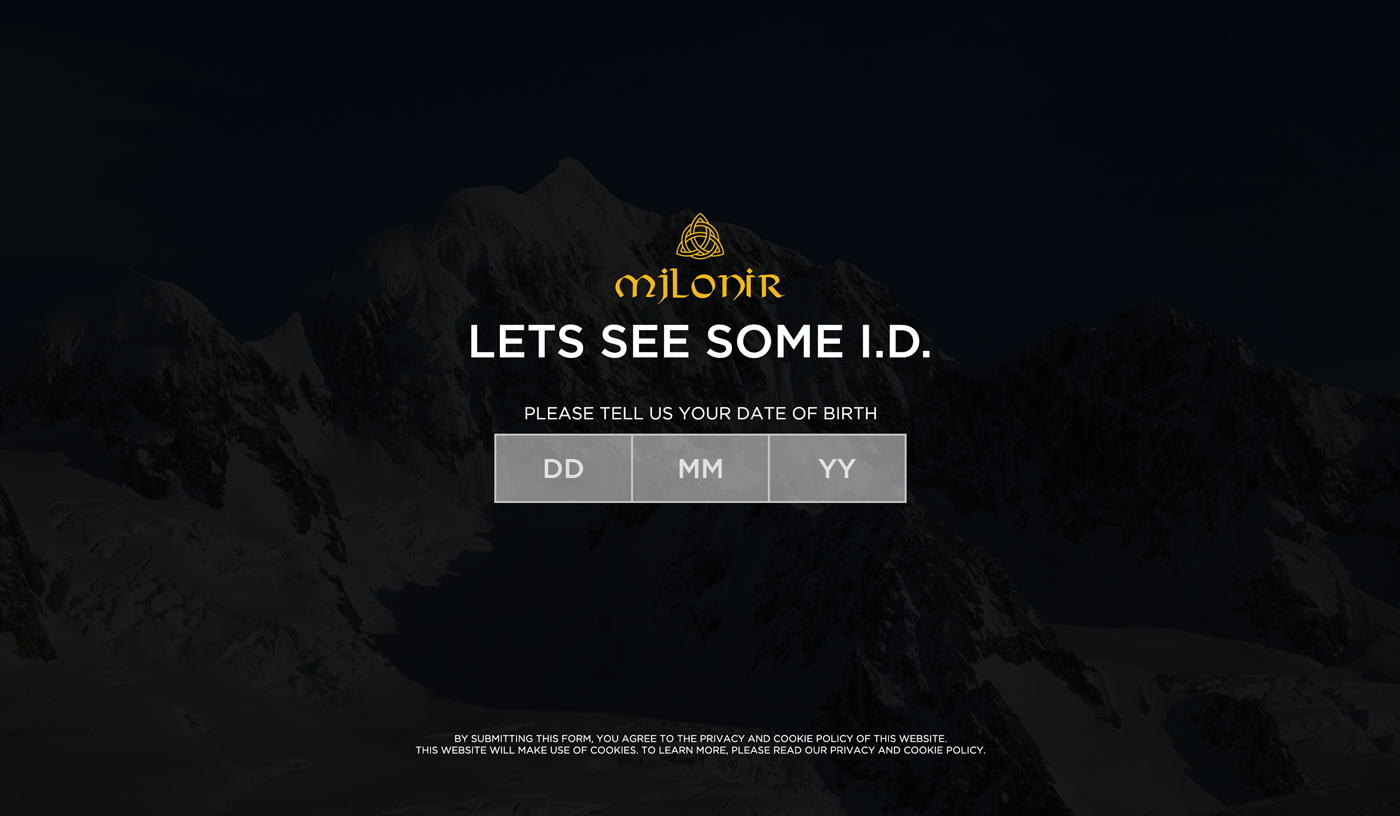 mjlonir
LETS SEE SOME I.D.
PLEASE TELL US YOUR DATE OF BIRTH
DD MM YY
BY SUBMITTING THIS FORM, YOU AGREE TO THE PRIVACY AND COOKIE POLICY OF THIS WEBSITE.
THIS WEBSITE WILL MAKE USE OF COOKIES. TO LEARN MORE, PLEASE READ OUR PRIVACY AND COOKIE POLICY.